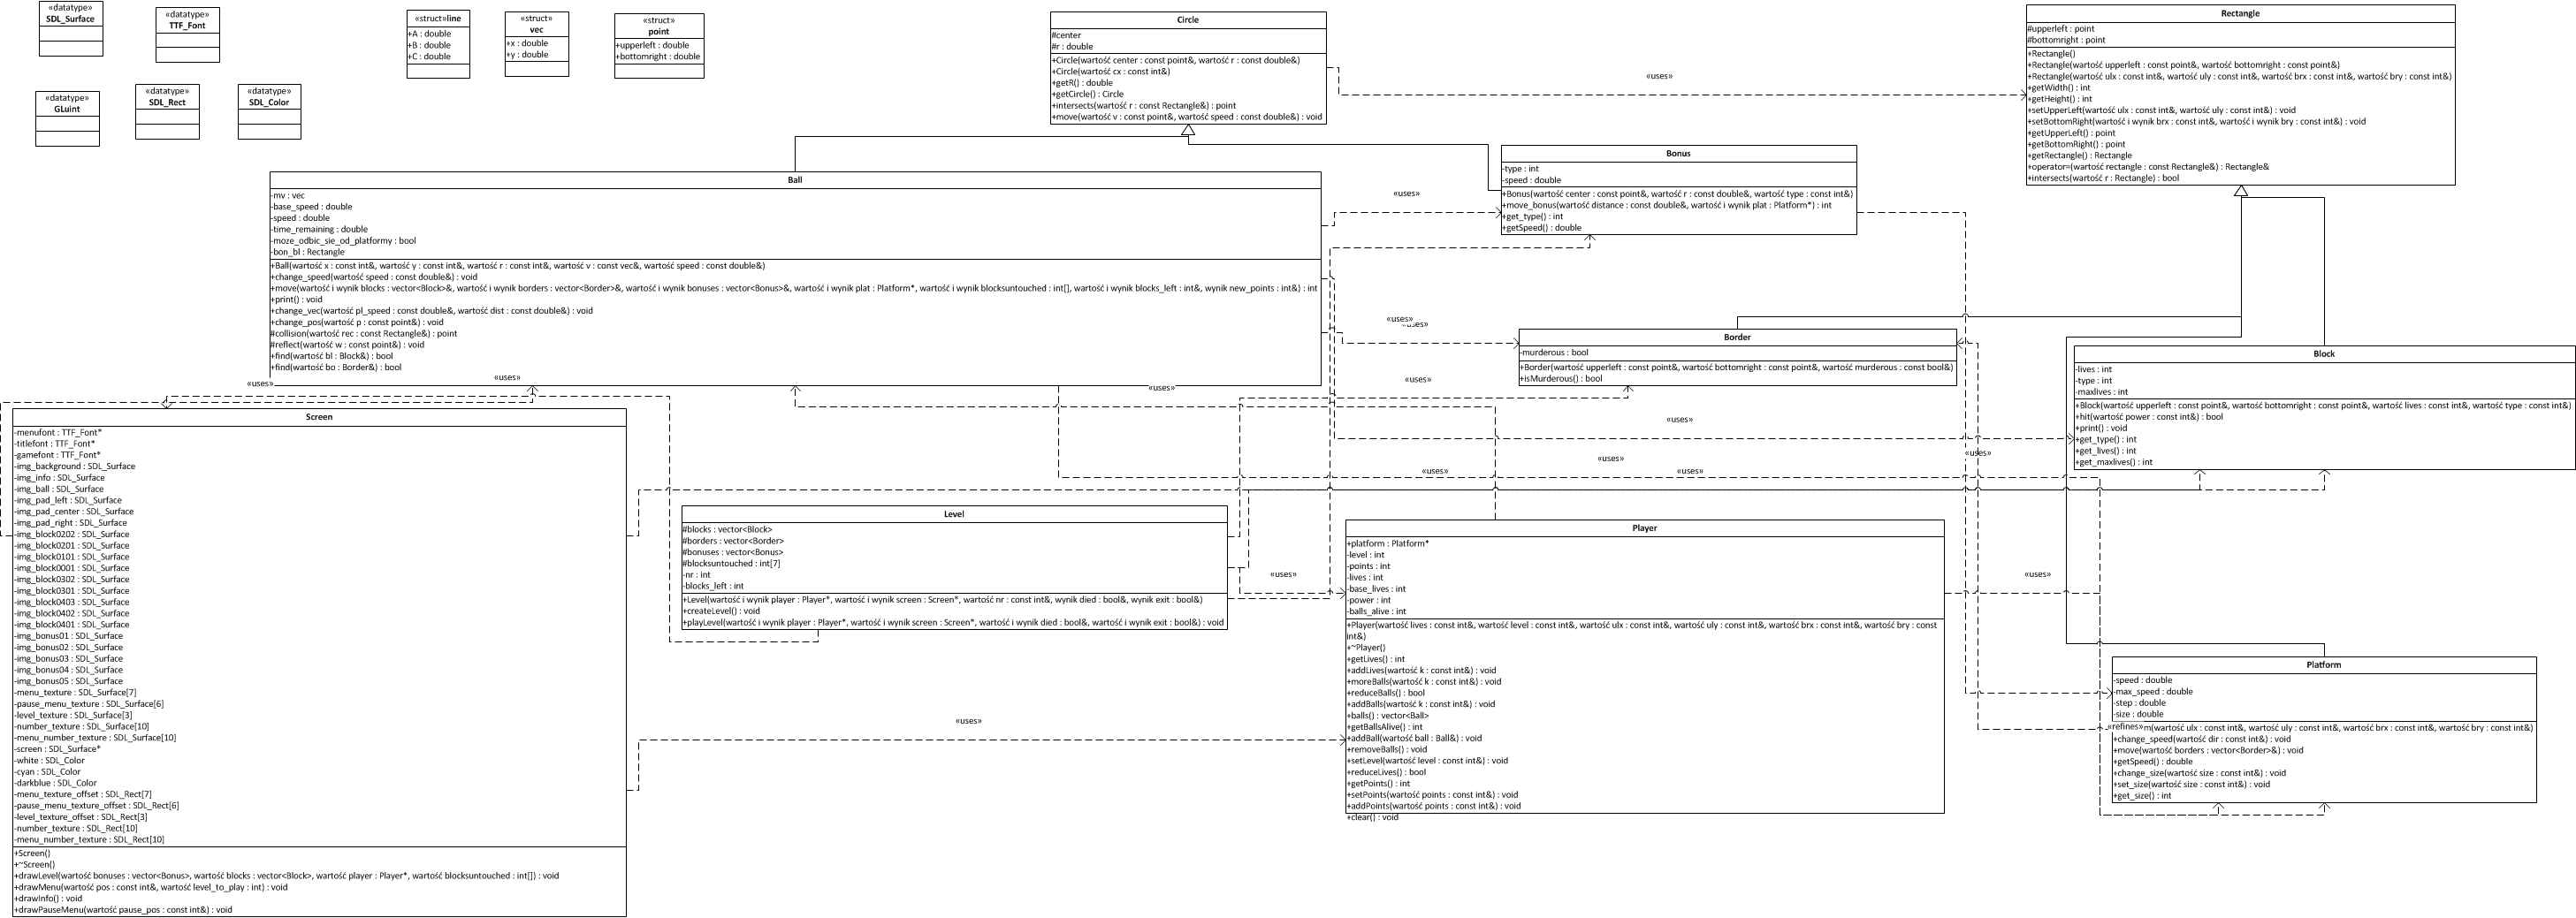 «datatype»
SDL_Surface
«datatype»
TTF_Font
«struct»line
+A : double
+B : double
+C : double
«struct»
vec
+x : double
+y : double
«struct»
point
+upperleft : double
+bottomright : double
«datatype»
GLuint
«datatype»
SDL_Rect
«datatype»
SDL_Color
Circle
#center
#r : double
+Circle(wartość center : const point&, wartość r : const double&)
+Circle(wartość cx : const int&)
+getR() : double
+getCircle() : Circle
+intersects(wartość r : const Rectangle&) : point
+move(wartość v : const point&, wartość speed : const double&) : void
«uses»
Rectangle
#upperleft : point
#bottomright : point
+Rectangle()
+Rectangle(wartość upperleft : const point&, wartość bottomright : const point&)
+Rectangle(wartość ulx : const int&, wartość uly : const int&, wartość brx : const int&, wartość bry : const int&)
+getWidth() : int
+getHeight() : int
+setUpperLeft(wartość ulx : const int&, wartość uly : const int&) : void
+setBottomRight(wartość i wynik brx : const int&, wartość i wynik bry : const int&) : void
+getUpperLeft() : point
+getBottomRight() : point
+getRectangle() : Rectangle
+operator=(wartość rectangle : const Rectangle&) : Rectangle&
+intersects(wartość r : Rectangle) : bool
Bonus
-type : int
-speed : double
+Bonus(wartość center : const point&, wartość r : const double&, wartość type : const int&)
+move_bonus(wartość distance : const double&, wartość i wynik plat : Platform*) : int
+get_type() : int
+getSpeed() : double
Ball
-mv : vec
-base_speed : double
-speed : double
-time_remaining : double
-moze_odbic_sie_od_platformy : bool
-bon_bl : Rectangle
+Ball(wartość x : const int&, wartość y : const int&, wartość r : const int&, wartość v : const vec&, wartość speed : const double&)
+change_speed(wartość speed : const double&) : void
+move(wartość i wynik blocks : vector<Block>&, wartość i wynik borders : vector<Border>&, wartość i wynik bonuses : vector<Bonus>&, wartość i wynik plat : Platform*, wartość i wynik blocksuntouched : int[], wartość i wynik blocks_left : int&, wynik new_points : int&) : int
+print() : void
+change_vec(wartość pl_speed : const double&, wartość dist : const double&) : void
+change_pos(wartość p : const point&) : void
#collision(wartość rec : const Rectangle&) : point
#reflect(wartość w : const point&) : void
+find(wartość bl : Block&) : bool
+find(wartość bo : Border&) : bool
«uses»
«uses»
«uses»
Border
-murderous : bool
+Border(wartość upperleft : const point&, wartość bottomright : const point&, wartość murderous : const bool&)
+isMurderous() : bool
Block
-lives : int
-type : int
-maxlives : int
+Block(wartość upperleft : const point&, wartość bottomright : const point&, wartość lives : const int&, wartość type : const int&)
+hit(wartość power : const int&) : bool
+print() : void
+get_type() : int
+get_lives() : int
+get_maxlives() : int
«uses»
«uses»
«uses»
«uses»
«uses»
«uses»
«uses»
«uses»
«uses»
Screen
-menufont : TTF_Font*
-titlefont : TTF_Font*
-gamefont : TTF_Font*
-img_background : SDL_Surface
-img_info : SDL_Surface
-img_ball : SDL_Surface
-img_pad_left : SDL_Surface
-img_pad_center : SDL_Surface
-img_pad_right : SDL_Surface
-img_block0202 : SDL_Surface
-img_block0201 : SDL_Surface
-img_block0101 : SDL_Surface
-img_block0001 : SDL_Surface
-img_block0302 : SDL_Surface
-img_block0301 : SDL_Surface
-img_block0403 : SDL_Surface
-img_block0402 : SDL_Surface
-img_block0401 : SDL_Surface
-img_bonus01 : SDL_Surface
-img_bonus02 : SDL_Surface
-img_bonus03 : SDL_Surface
-img_bonus04 : SDL_Surface
-img_bonus05 : SDL_Surface
-menu_texture : SDL_Surface[7]
-pause_menu_texture : SDL_Surface[6]
-level_texture : SDL_Surface[3]
-number_texture : SDL_Surface[10]
-menu_number_texture : SDL_Surface[10]
-screen : SDL_Surface*
-white : SDL_Color
-cyan : SDL_Color
-darkblue : SDL_Color
-menu_texture_offset : SDL_Rect[7]
-pause_menu_texture_offset : SDL_Rect[6]
-level_texture_offset : SDL_Rect[3]
-number_texture : SDL_Rect[10]
-menu_number_texture : SDL_Rect[10]
+Screen()
+~Screen()
+drawLevel(wartość bonuses : vector<Bonus>, wartość blocks : vector<Block>, wartość player : Player*, wartość blocksuntouched : int[]) : void
+drawMenu(wartość pos : const int&, wartość level_to_play : int) : void
+drawInfo() : void
+drawPauseMenu(wartość pause_pos : const int&) : void
Level
#blocks : vector<Block>
#borders : vector<Border>
#bonuses : vector<Bonus>
#blocksuntouched : int[7]
-nr : int
-blocks_left : int
+Level(wartość i wynik player : Player*, wartość i wynik screen : Screen*, wartość nr : const int&, wynik died : bool&, wynik exit : bool&)
+createLevel() : void
+playLevel(wartość i wynik player : Player*, wartość i wynik screen : Screen*, wartość i wynik died : bool&, wartość i wynik exit : bool&) : void
«uses»
«uses»
Player
+platform : Platform*
-level : int
-points : int
-lives : int
-base_lives : int
-power : int
-balls_alive : int
+Player(wartość lives : const int&, wartość level : const int&, wartość ulx : const int&, wartość uly : const int&, wartość brx : const int&, wartość bry : const
int&)
+~Player()
+getLives() : int
+addLives(wartość k : const int&) : void
+moreBalls(wartość k : const int&) : void
+reduceBalls() : bool
+addBalls(wartość k : const int&) : void
+balls() : vector<Ball>
+getBallsAlive() : int
+addBall(wartość ball : Ball&) : void
+removeBalls() : void
+setLevel(wartość level : const int&) : void
+reduceLives() : bool
+getPoints() : int
+setPoints(wartość points : const int&) : void
+addPoints(wartość points : const int&) : void
+clear() : void
«uses»
Platform
-speed : double
-max_speed : double
-step : double
-size : double
«refines»m(wartość ulx : const int&, wartość uly : const int&, wartość brx : const int&, wartość bry : const int&)
+change_speed(wartość dir : const int&) : void
+move(wartość borders : vector<Border>&) : void
+getSpeed() : double
+change_size(wartość size : const int&) : void
+set_size(wartość size : const int&) : void
+get_size() : int